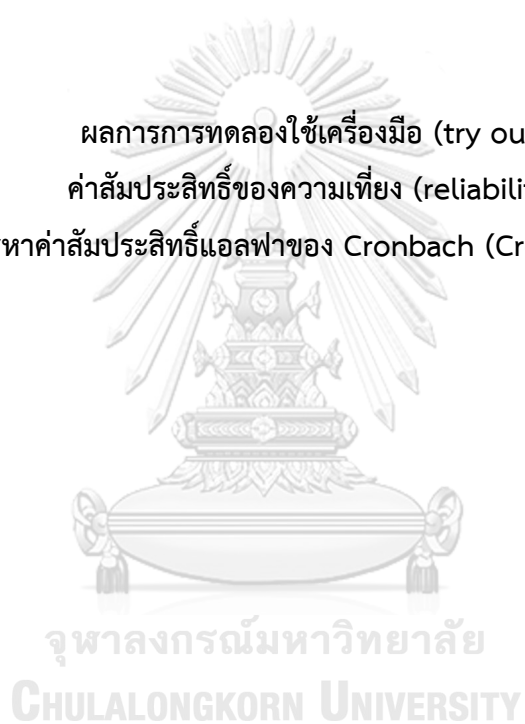 ผลการการทดลองใช้เครื่องมือ (try ou
ค่าสัมประสิทธิ์ของความเที่ยง (reliabili
หาค่าสัมประสิทธิ์แอลฟาของ Cronbach (Cr
จุฬาลงกรณ์มหาวิทยาลัย
CHULALONGKORN UNIVERSITY